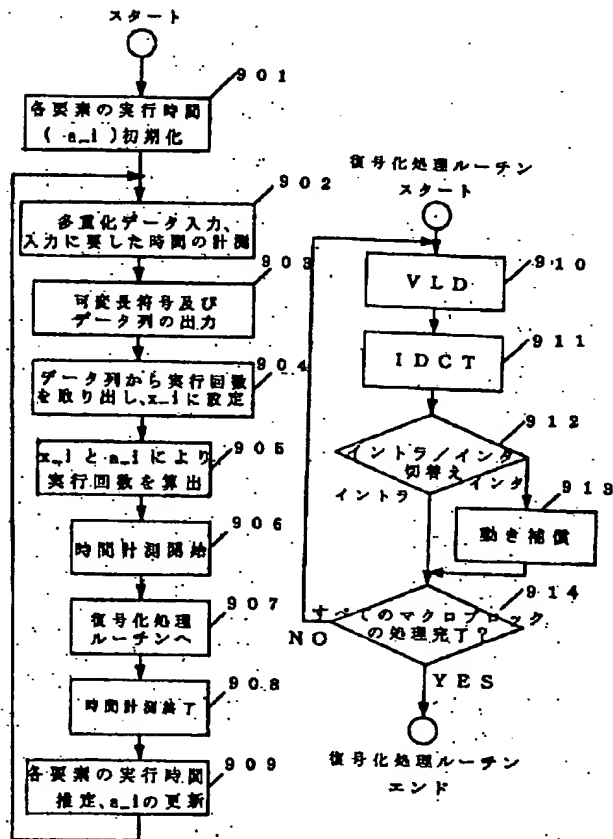 スタート
901
各要素の実行時間
(a_i)初期化
902
多重化データ入力、
入力に要した時間の計測
903
可変長符号及び
データ列の出力
904
データ列から実行回数
を取り出し、x_iに設定
905
x_iとa_iにより
実行回数を算出
906
時間計測開始
907
復号化処理
ルーチンへ
908
時間計測終了
909
各要素の実行時間
推定、a_iの更新
復号化処理ルーチン
スタート
910
VLD
911
IDCT
912
イントラ/インタ
切替え
イントラ
インタ
913
動き補償
914
すべてのマクロブロック
の処理完了?
NO
YES
復号化処理ルーチン
エンド